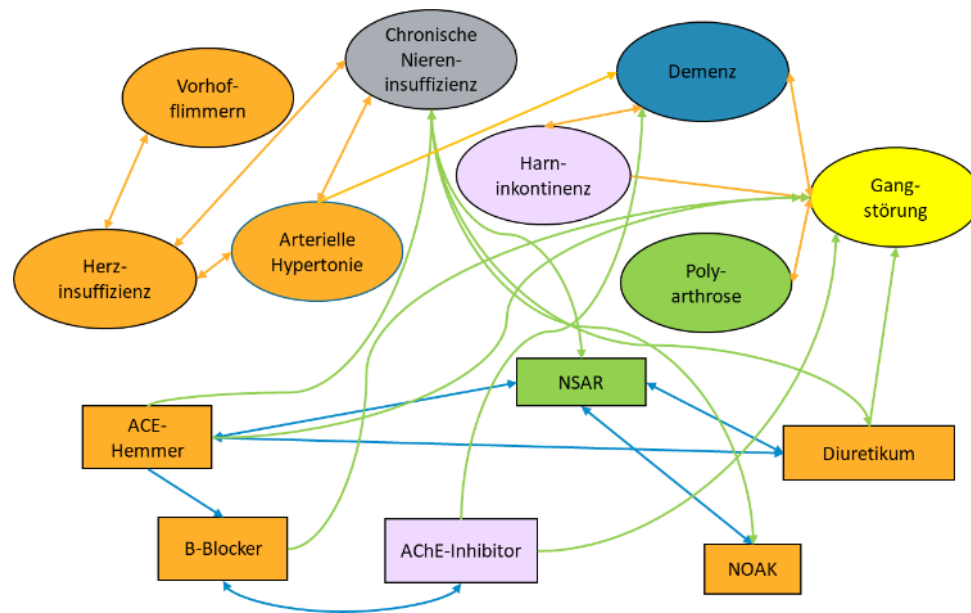 Chronische
Nieren-
insuffizienz
Vorhof-
flimmern
Demenz
Harn-
inkontinenz
Gang-
störung
Herz-
insuffizienz
Arterielle
Hypertonie
Poly-
arthrose
NSAR
ACE-
Hemmer
Diuretikum
B-Blocker
AChE-Inhibitor
NOAK